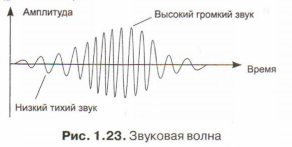 Амплитуда
Высокий громкий звук
Время
Низкий тихий звук
Рис. 1.23. Звуковая волна